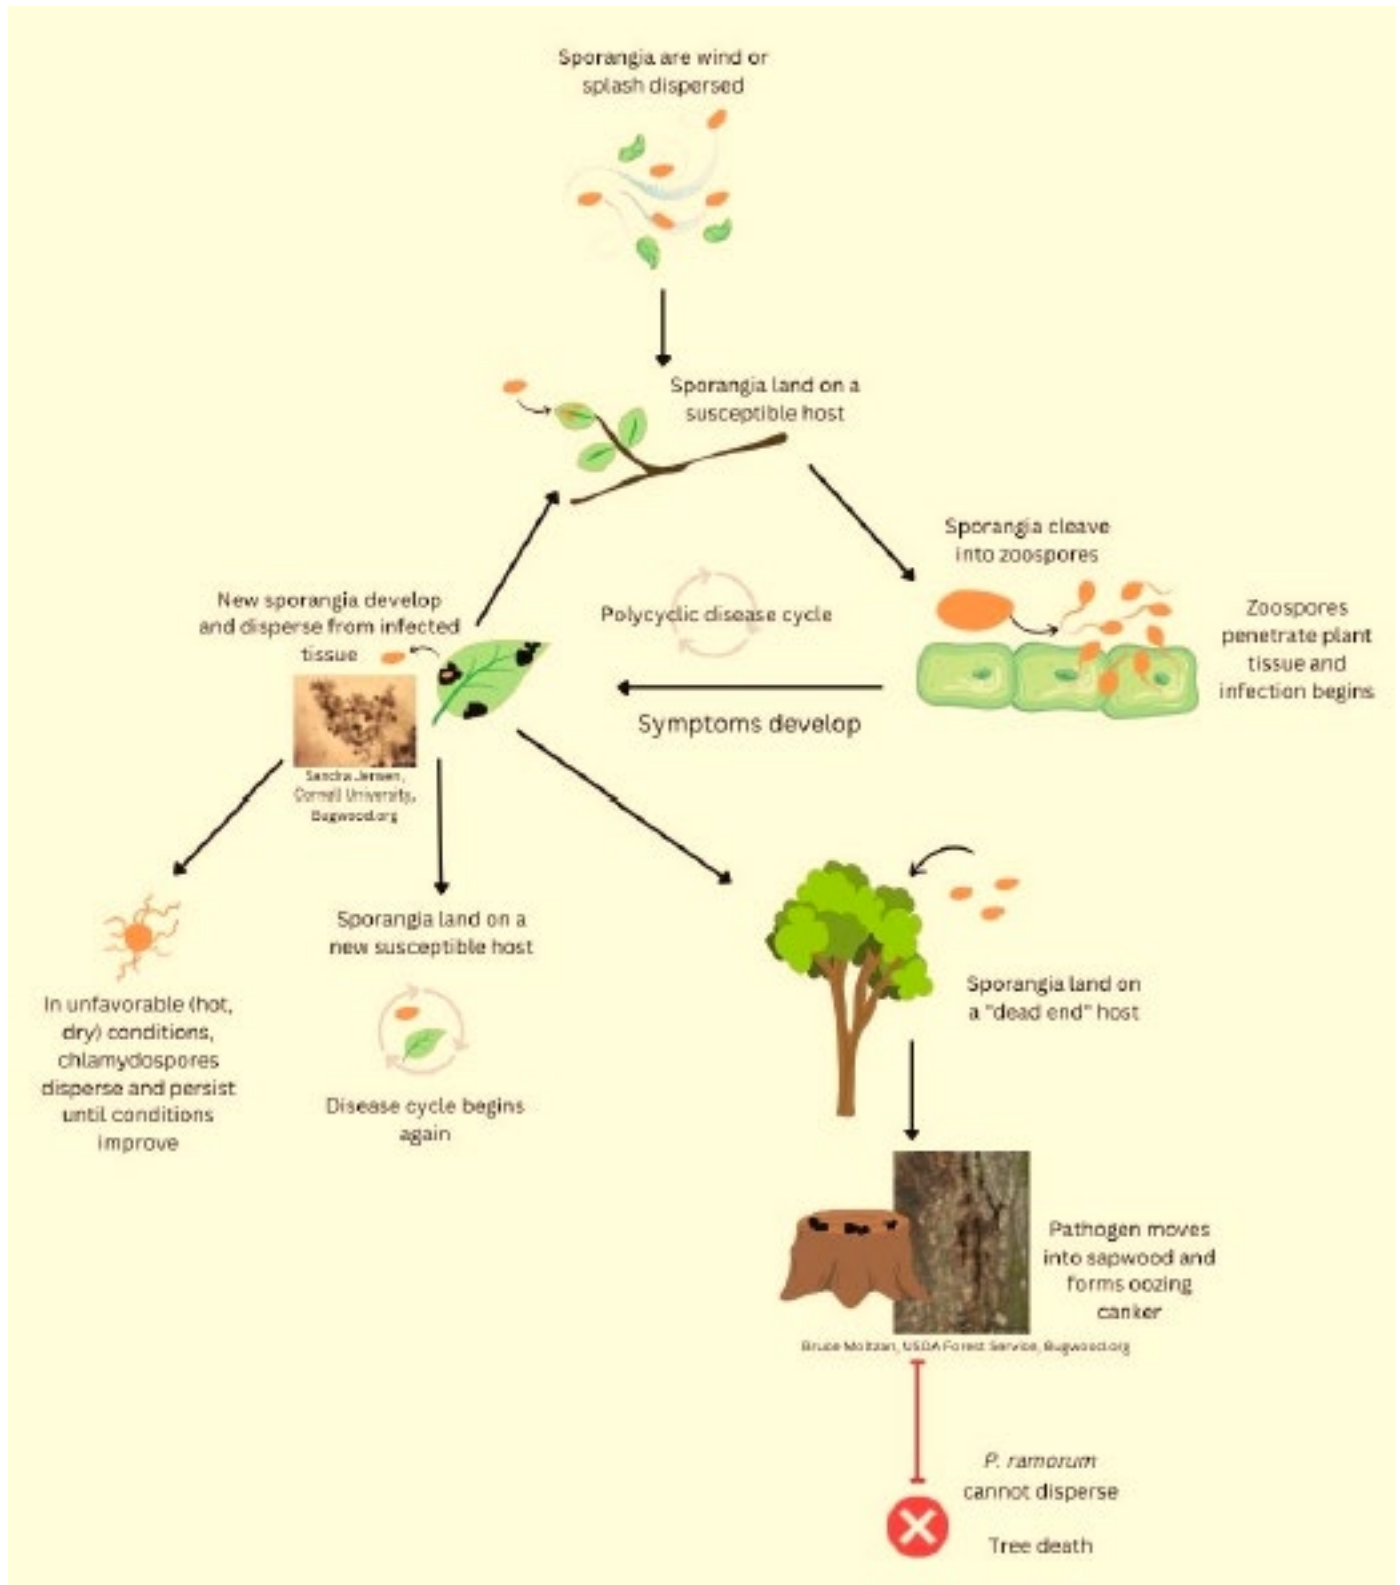 Sporangia are wind or
splash dispersed
Sporangia land on a
susceptible host
Sporangia cleave
into zoospores
Zoospores
penetrate plant
tissue and
infection begins
Polycyclic disease cycle
Symptoms develop
New sporangia develop
and disperse from infected
tissue
Sandra Jensen,
Cornell University,
Bugwood.org
In unfavorable (hot,
dry) conditions,
chlamydospores
disperse and persist
until conditions
improve
Sporangia land on a
new susceptible host
Disease cycle begins
again
Sporangia land on
a "dead end" host
Pathogen moves
into sapwood and
forms oozing
canker
Bruce Moltzan, USDA Forest Service, Bugwood.org
P. ramorum
cannot disperse
Tree death